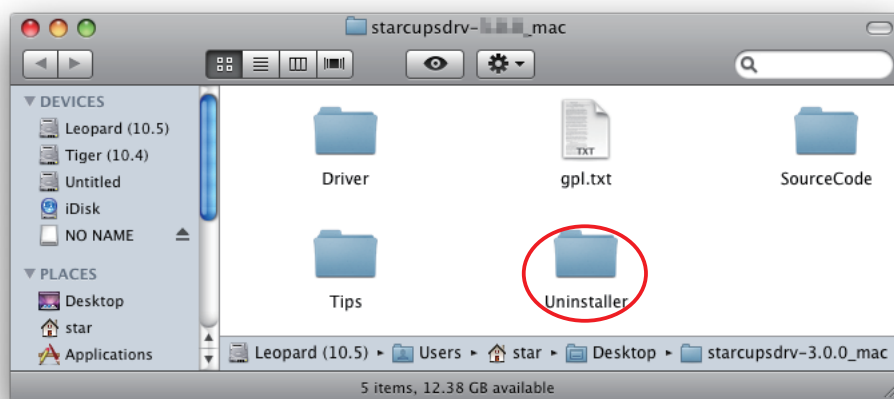 starcupsdrv- _mac
DEVICES
Leopard (10.5)
Tiger (10.4)
Untitled
iDisk
NO NAME
PLACES
Desktop
star
Applications
Driver
TXT
gpl.txt
SourceCode
Tips
Uninstaller
Leopard (10.5) ▸ Users ▸ star ▸ Desktop ▸ starcupsdrv-3.0.0_mac
5 items, 12.38 GB available